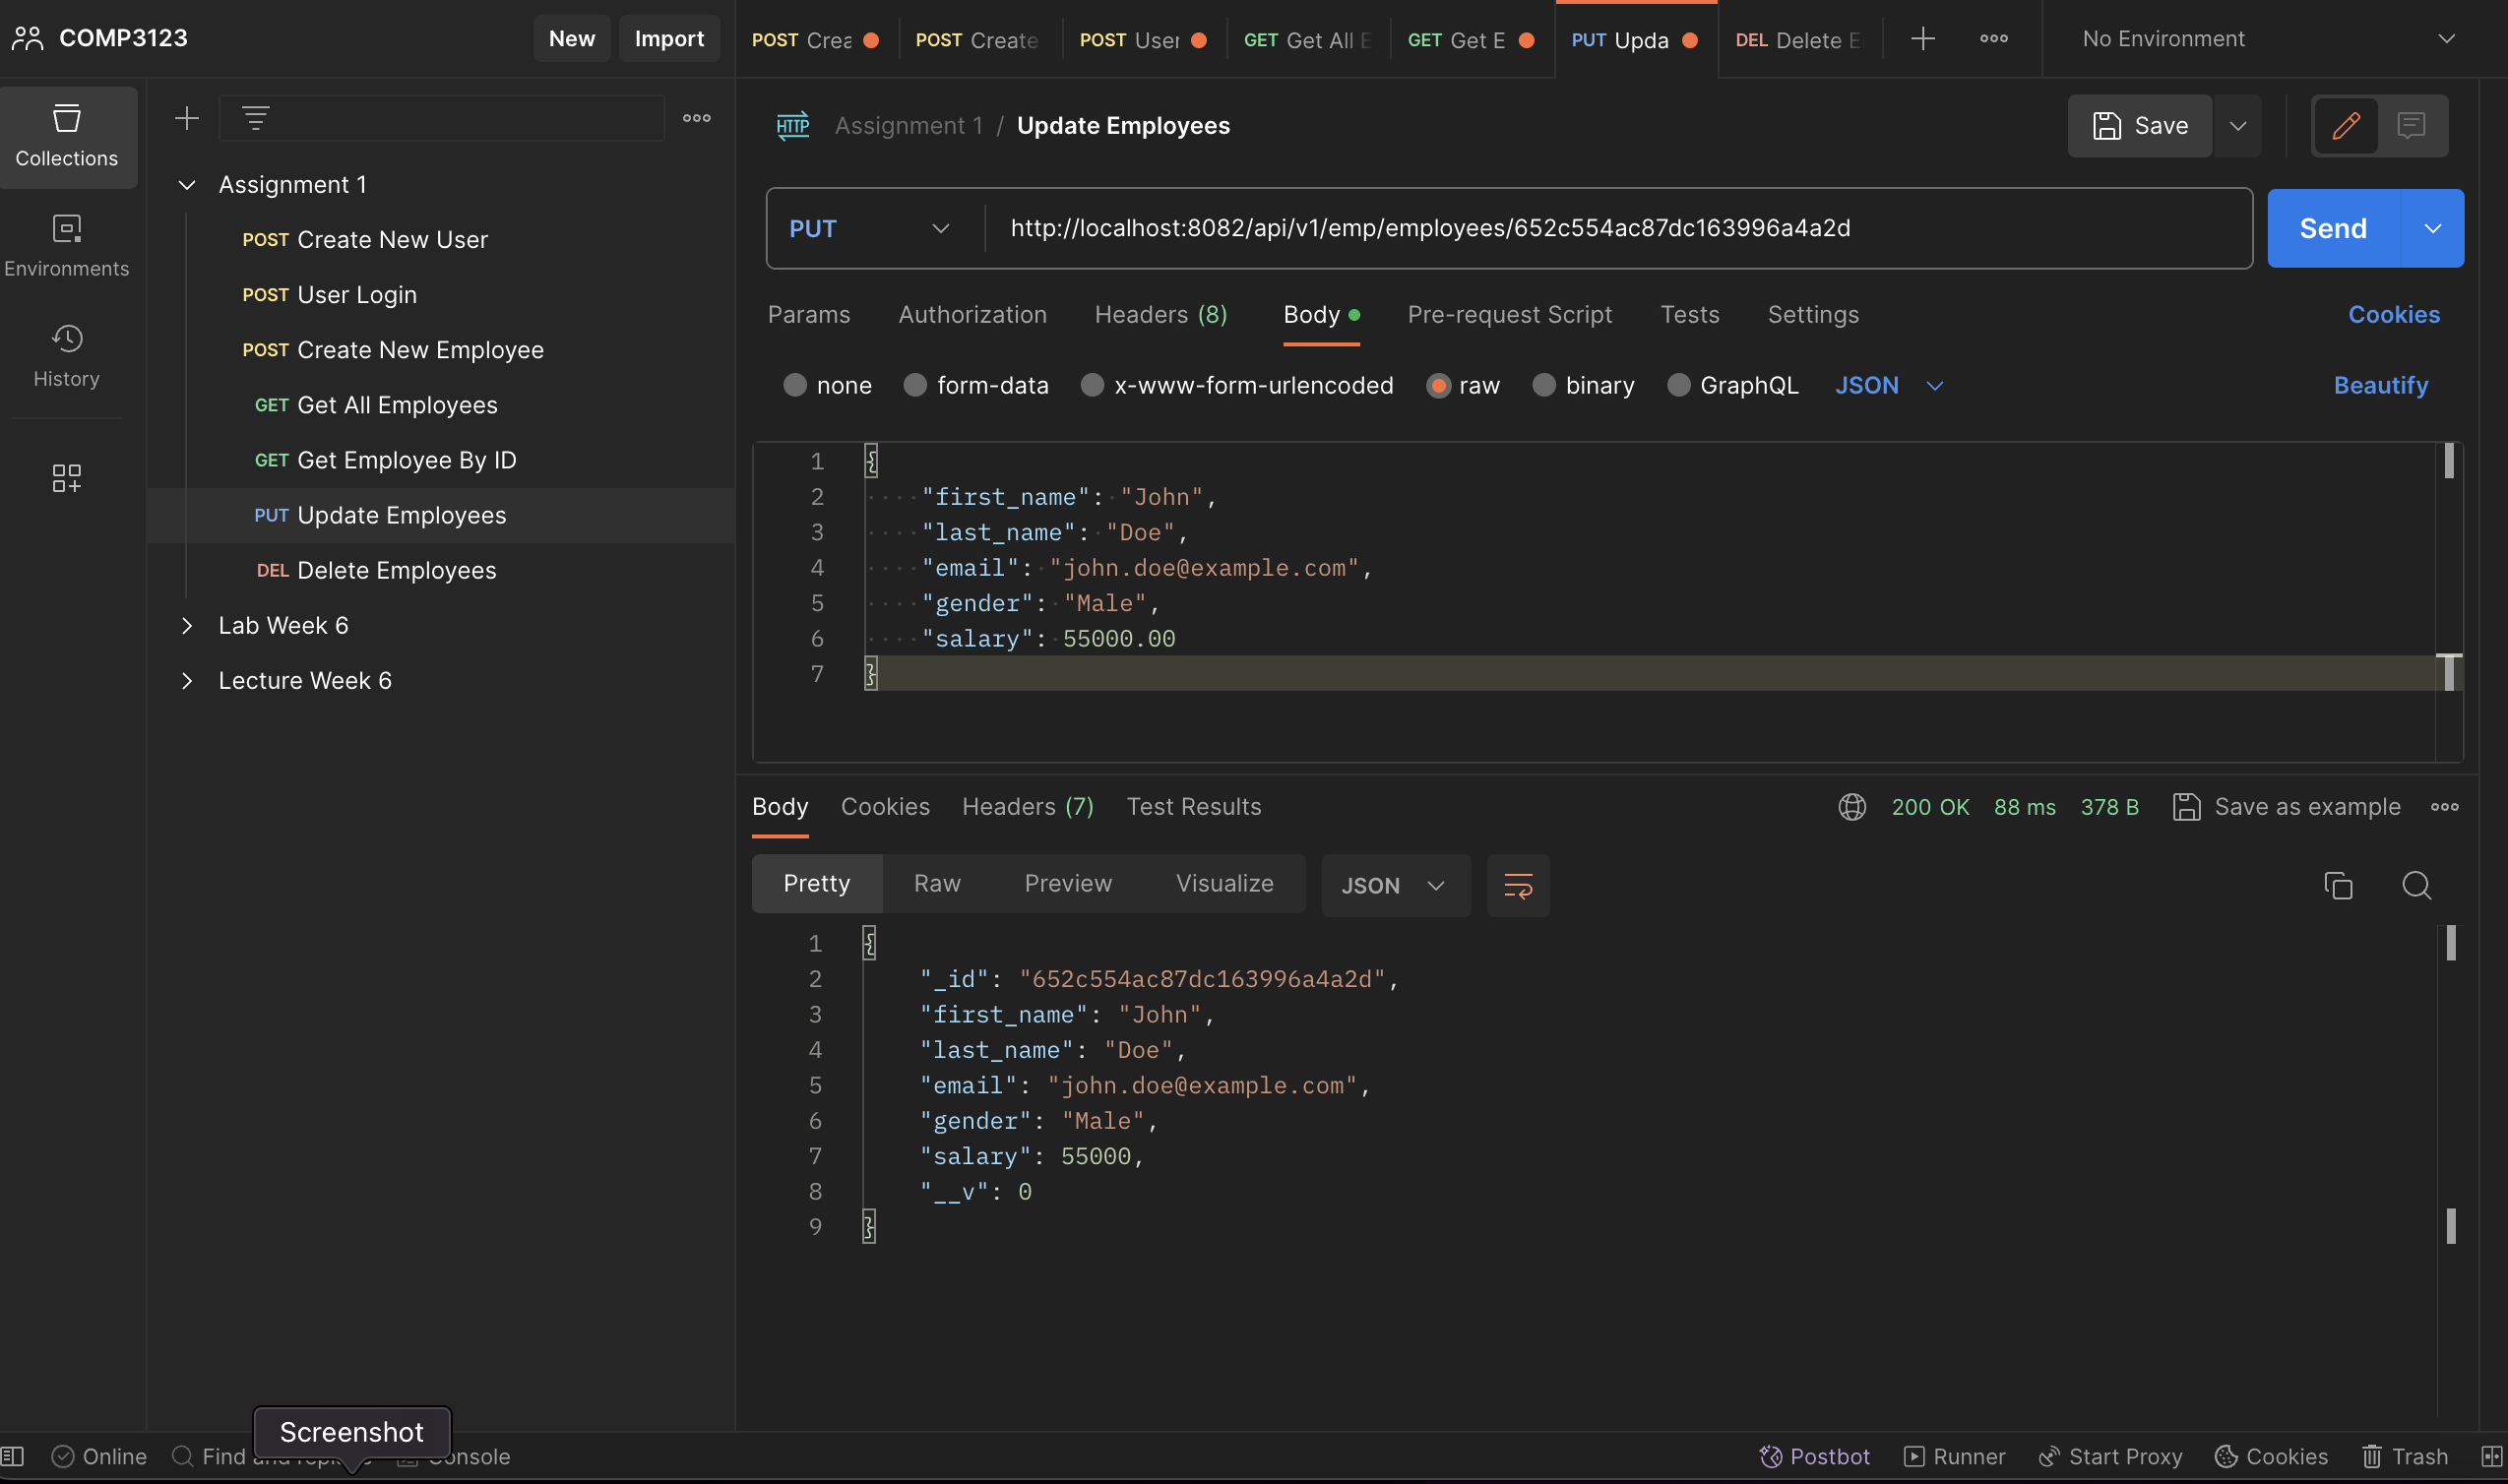 COMP3123
New
Import
POST Crea
POST Create
POST User
GET Get All E
GET Get E
PUT Upda
DEL Delete E
No Environment
Collections
Environments
History
Assignment 1
POST Create New User
POST User Login
POST Create New Employee
GET Get All Employees
GET Get Employee By ID
PUT Update Employees
DEL Delete Employees
Lab Week 6
Lecture Week 6
HTTP Assignment 1 / Update Employees
Save
PUT http://localhost:8082/api/v1/emp/employees/652c554ac87dc163996a4a2d
Send
Params Authorization Headers (8) Body Pre-request Script Tests Settings Cookies
none form-data x-www-form-urlencoded raw binary GraphQL JSON Beautify
1 {
2 "first_name": "John",
3 "last_name": "Doe",
4 "email": "john.doe@example.com",
5 "gender": "Male",
6 "salary": 55000.00
7 }
Body Cookies Headers (7) Test Results 200 OK 88 ms 378 B Save as example
Pretty Raw Preview Visualize JSON
1 {
2 "_id": "652c554ac87dc163996a4a2d",
3 "first_name": "John",
4 "last_name": "Doe",
5 "email": "john.doe@example.com",
6 "gender": "Male",
7 "salary": 55000,
8 "__v": 0
9 }
Screenshot
Online Find and onsole Postbot Runner Start Proxy Cookies Trash